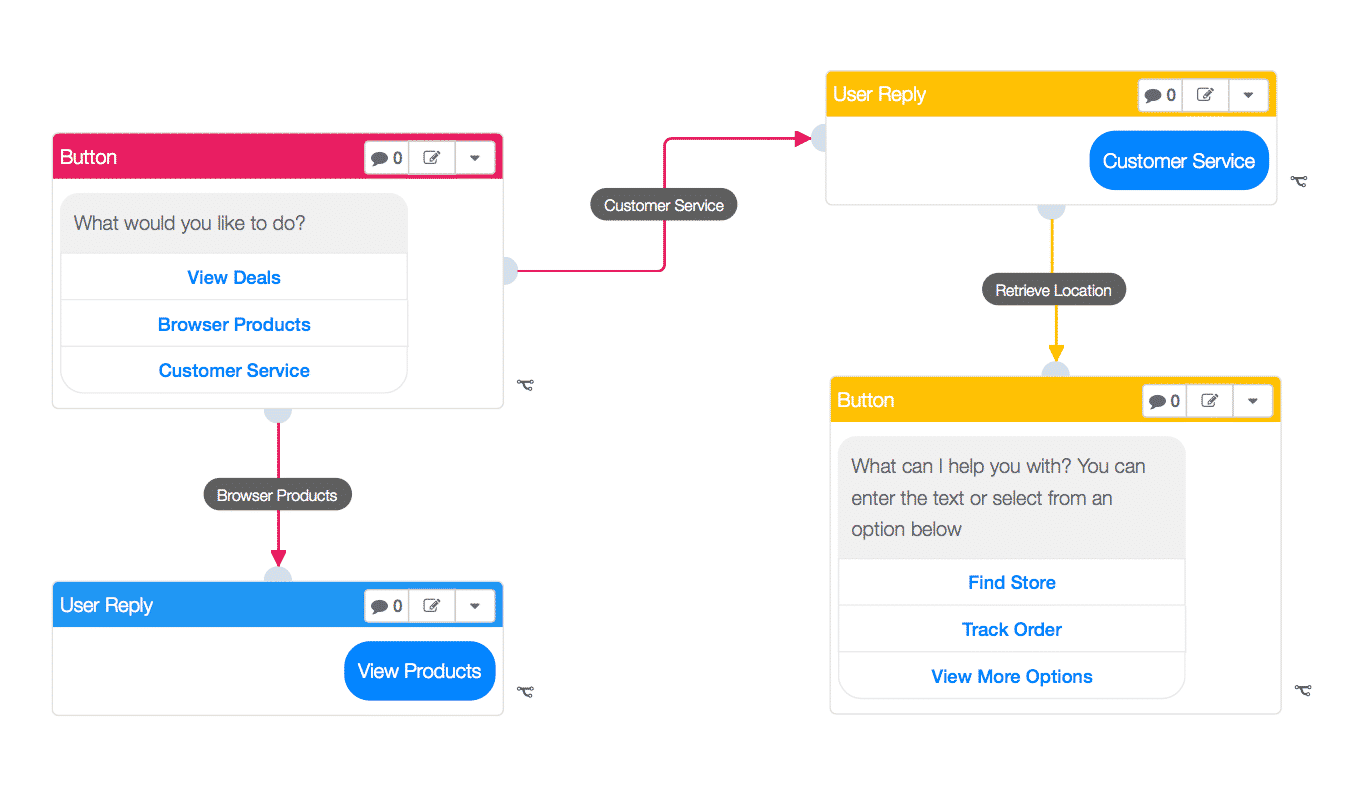 Button
0
What would you like to do?
View Deals
Browser Products
Customer Service
Browser Products
User Reply
0
View Products
Customer Service
User Reply
0
Customer Service
Retrieve Location
Button
0
What can I help you with? You can
enter the text or select from an
option below
Find Store
Track Order
View More Options